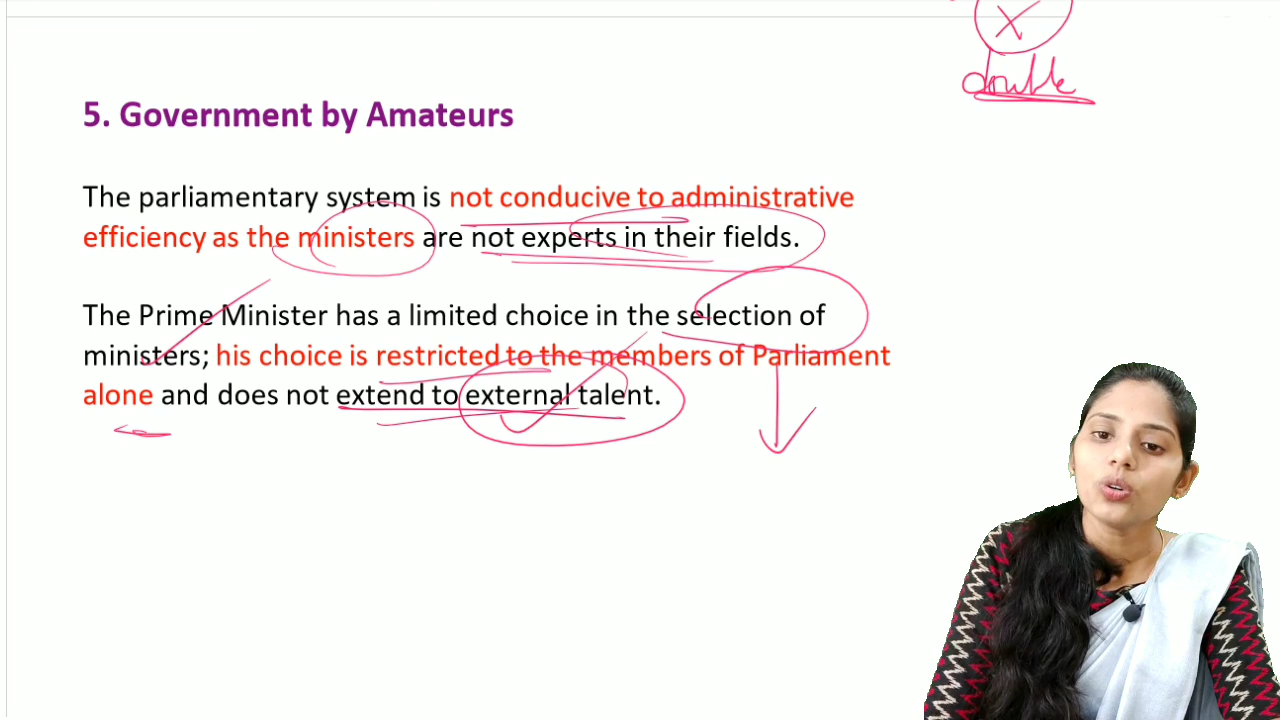 double
5. Government by Amateurs
The parliamentary system is not conducive to administrative
efficiency as the ministers are not experts in their fields.
The Prime Minister has a limited choice in the selection of
ministers; his choice is restricted to the members of Parliament
alone and does not extend to external talent.